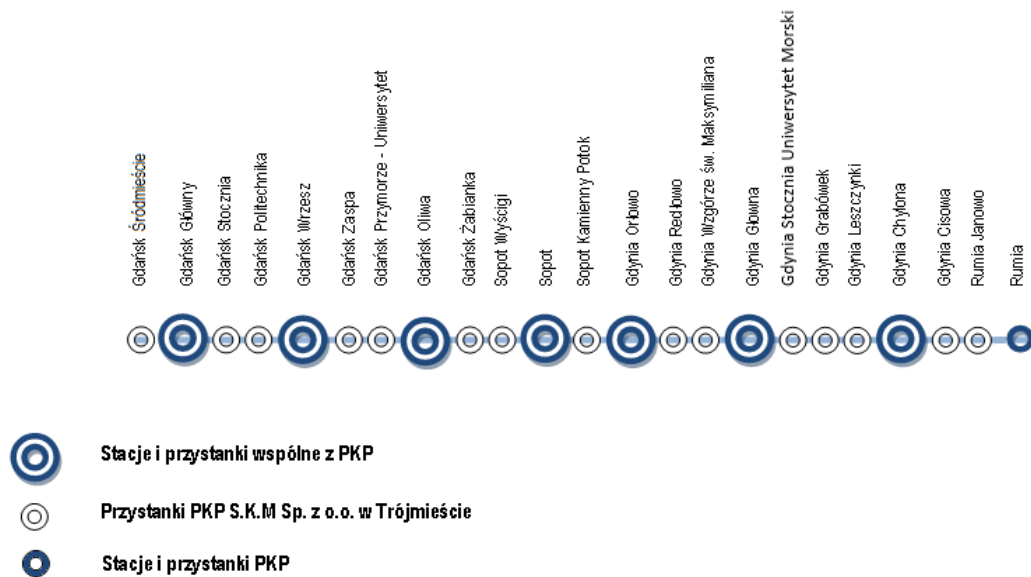 Gdańsk Śródmieście
Gdańsk Główny
Gdańsk Stocznia
Gdańsk Politechnika
Gdańsk Wrzesz
Gdańsk Zaspa
Gdańsk Przymorze - Uniwersytet
Gdańsk Oliwa
Gdańsk Żabianka
Sopot Wyścigi
Sopot
Sopot Kamienny Potok
Gdynia Orłowo
Gdynia Redłowo
Gdynia Wzgórze św. Maksymiliana
Gdynia Głowna
Gdynia Stocznia Uniwersytet Morski
Gdynia Grabówek
Gdynia Leszczynki
Gdynia Chylona
Gdynia Cisowa
Rumia Janowo
Rumia
Stacje i przystanki wspólne z PKP
Przystanki PKP S.K.M Sp. z o.o. w Trójmieście
Stacje i przystanki PKP